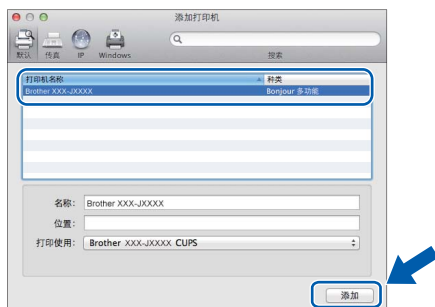 添加打印机
默认 传真 IP Windows 搜索
打印机名称 种类
Brother XXX-JXXXX Bonjour 多功能
名称: Brother XXX-JXXXX
位置:
打印使用: Brother XXX-JXXXX CUPS
添加